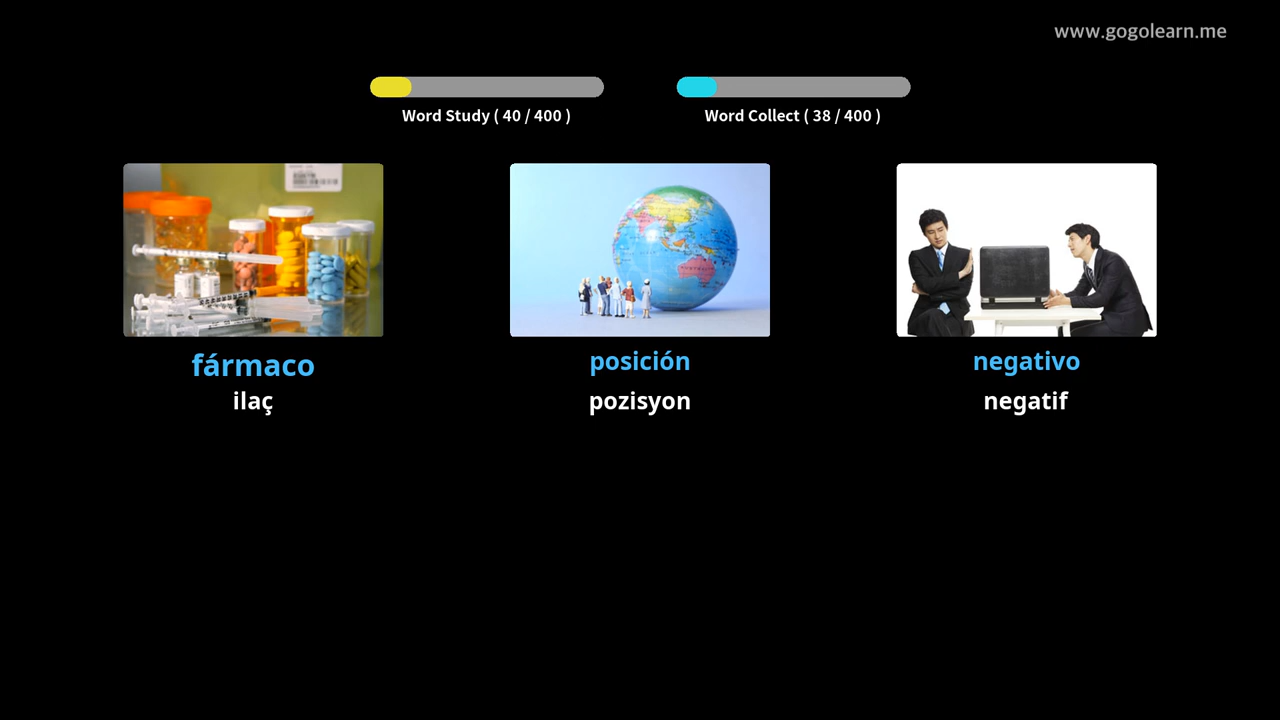 www.gogolearn.me
Word Study ( 40 / 400 )
Word Collect ( 38 / 400 )
fármaco
ilaç
posición
pozisyon
negativo
negatif